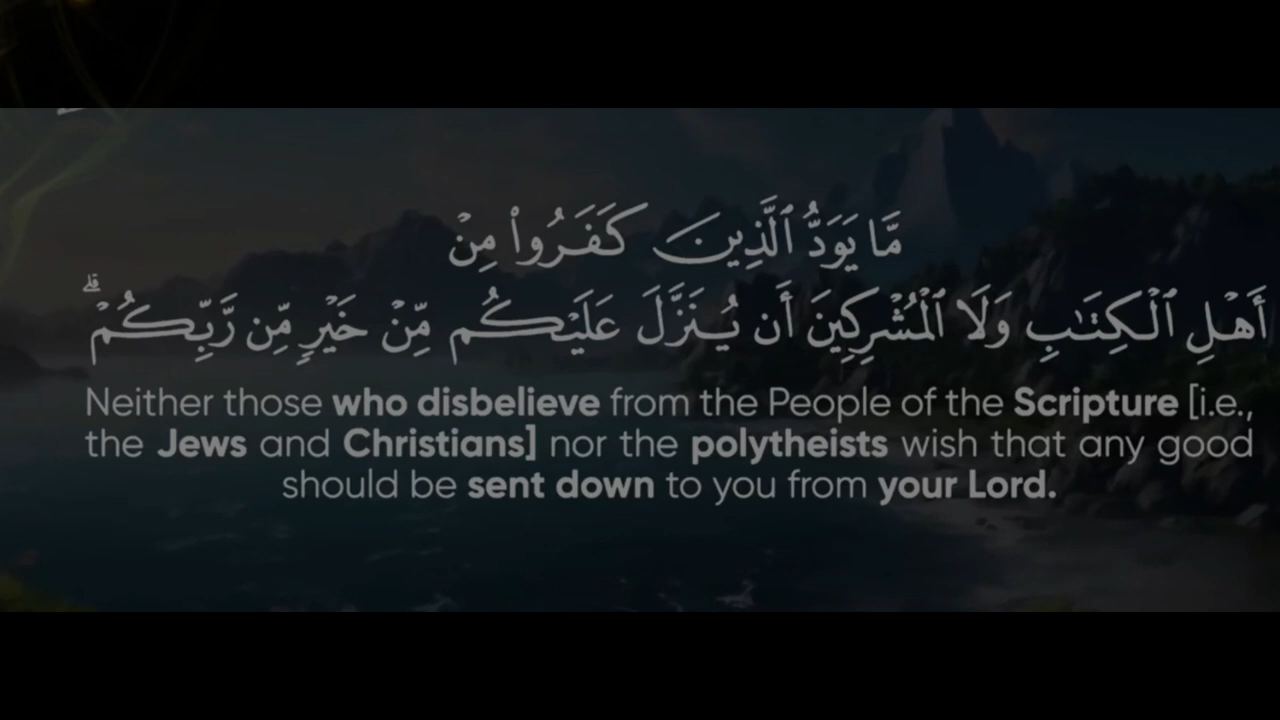 مَّا يَوَدُّ ٱلَّذِينَ كَفَرُوا۟ مِنْ
أَهْلِ ٱلْكِتَـٰبِ وَلَا ٱلْمُشْرِكِينَ أَن يُنَزَّلَ عَلَيْكُم مِّنْ خَيْرٍ مِّن رَّبِّكُمْ ۗ
Neither those who disbelieve from the People of the Scripture [i.e.,
the Jews and Christians] nor the polytheists wish that any good
should be sent down to you from your Lord.